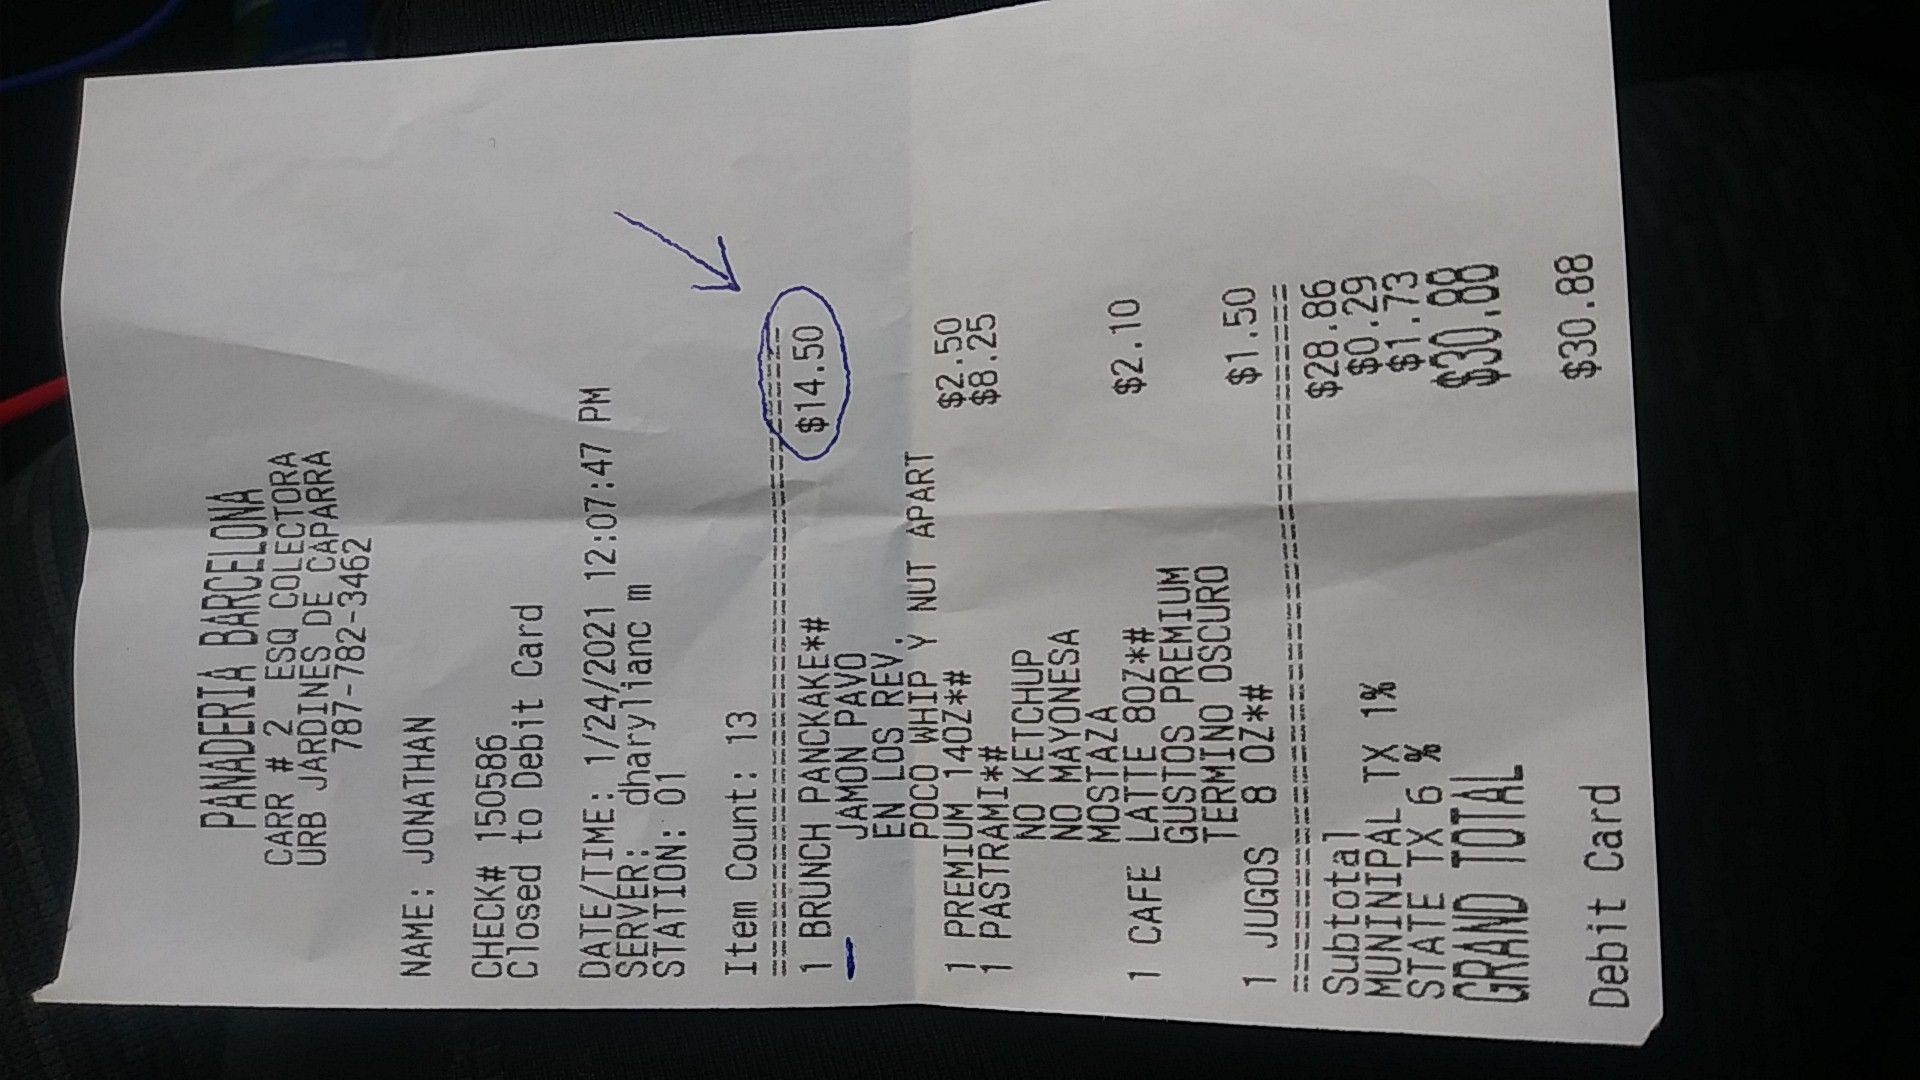 PANADERIA BARCELONA
CARR # 2 ESQ COLECTORA
URB JARDINES DE CAPARRA
787-782-3462
NAME: JONATHAN
CHECK# 150586
Closed to Debit Card
DATE/TIME: 1/24/2021 12:07:47 PM
SERVER: dharylianc m
STATION: 01
Item Count: 13
1 BRUNCH PANCKAKE*# $14.50
JAMON PAVO
EN LOS REV,
POCO WHIP Y NUT APART
1 PREMIUM 14OZ*# $2.50
1 PASTRAMI*# $8.25
NO KETCHUP
NO MAYONESA
MOSTAZA
1 CAFE LATTE 8OZ*# $2.10
GUSTOS PREMIUM
TERMINO OSCURO
1 JUGOS 8 OZ*# $1.50
Subtotal $28.86
MUNINIPAL TX 1% $0.29
STATE TX 6 % $1.73
GRAND TOTAL $30.88
Debit Card $30.88